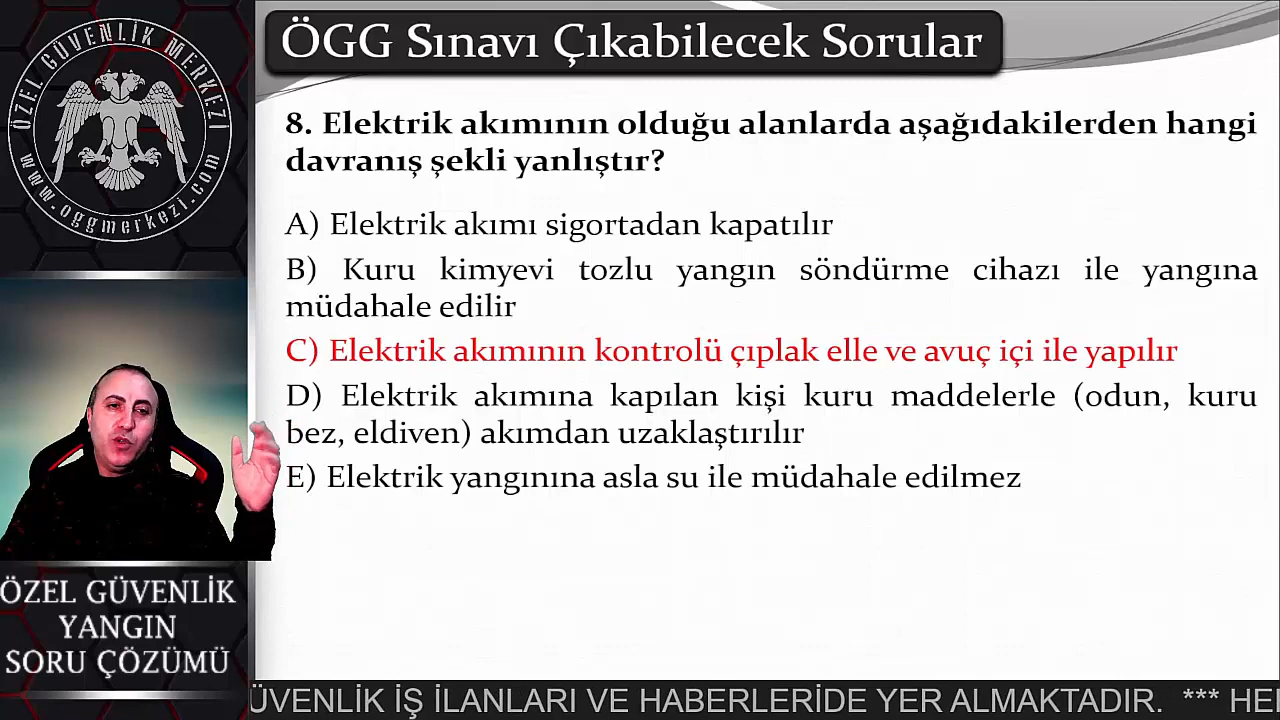 ÖZEL GÜVENLİK MERKEZİ
www.oggmerkezi.com
ÖGG Sınavı Çıkabilecek Sorular
8. Elektrik akımının olduğu alanlarda aşağıdakilerden hangi
davranış şekli yanlıştır?
A) Elektrik akımı sigortadan kapatılır
B) Kuru kimyevi tozlu yangın söndürme cihazı ile yangına
müdahale edilir
C) Elektrik akımının kontrolü çıplak elle ve avuç içi ile yapılır
D) Elektrik akımına kapılan kişi kuru maddelerle (odun, kuru
bez, eldiven) akımdan uzaklaştırılır
E) Elektrik yangınına asla su ile müdahale edilmez
ÖZEL GÜVENLİK
YANGIN
SORU ÇÖZÜMÜ
ÜVENLİK İŞ İLANLARI VE HABERLERİDE YER ALMAKTADIR. *** HE